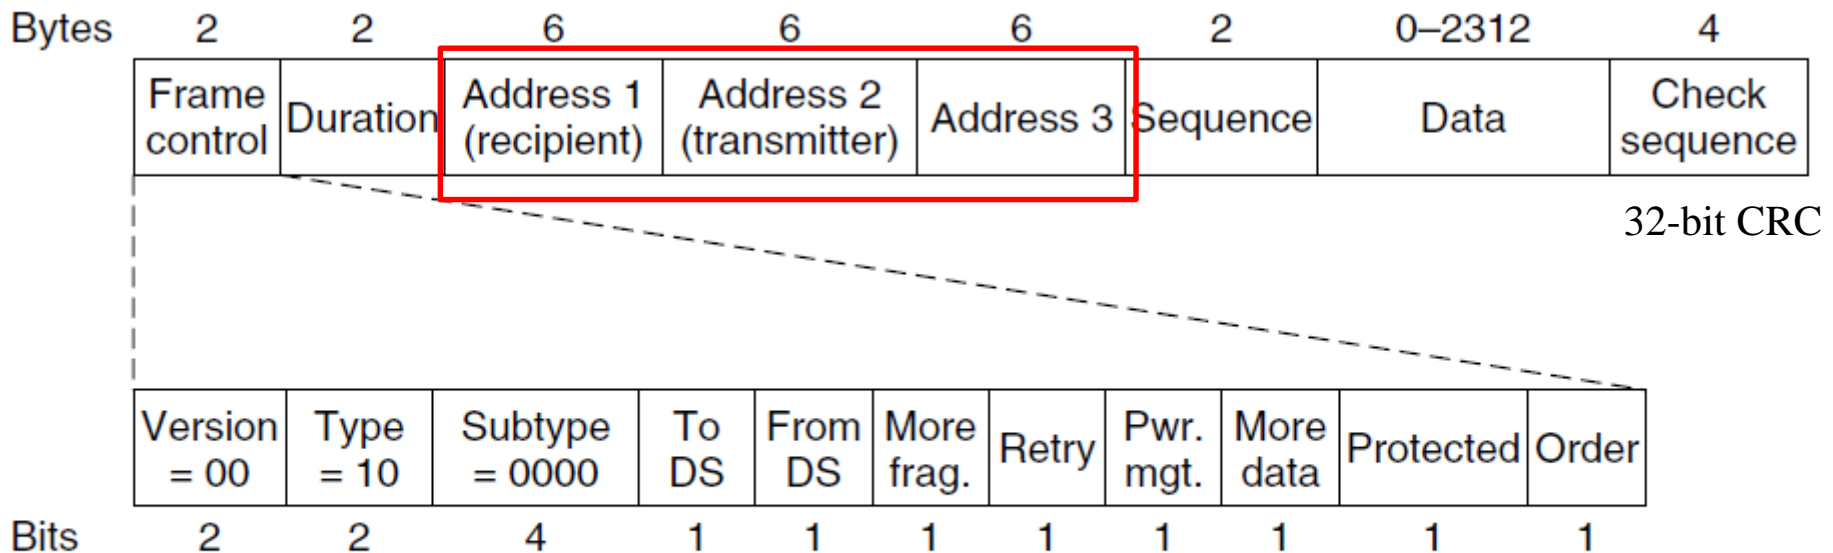 Bytes 2 2 6 6 6 2 0–2312 4
Frame control Duration Address 1 (recipient) Address 2 (transmitter) Address 3 Sequence Data Check sequence
32-bit CRC
Version = 00 Type = 10 Subtype = 0000 To DS From DS More frag. Retry Pwr. mgt. More data Protected Order
Bits 2 2 4 1 1 1 1 1 1 1 1